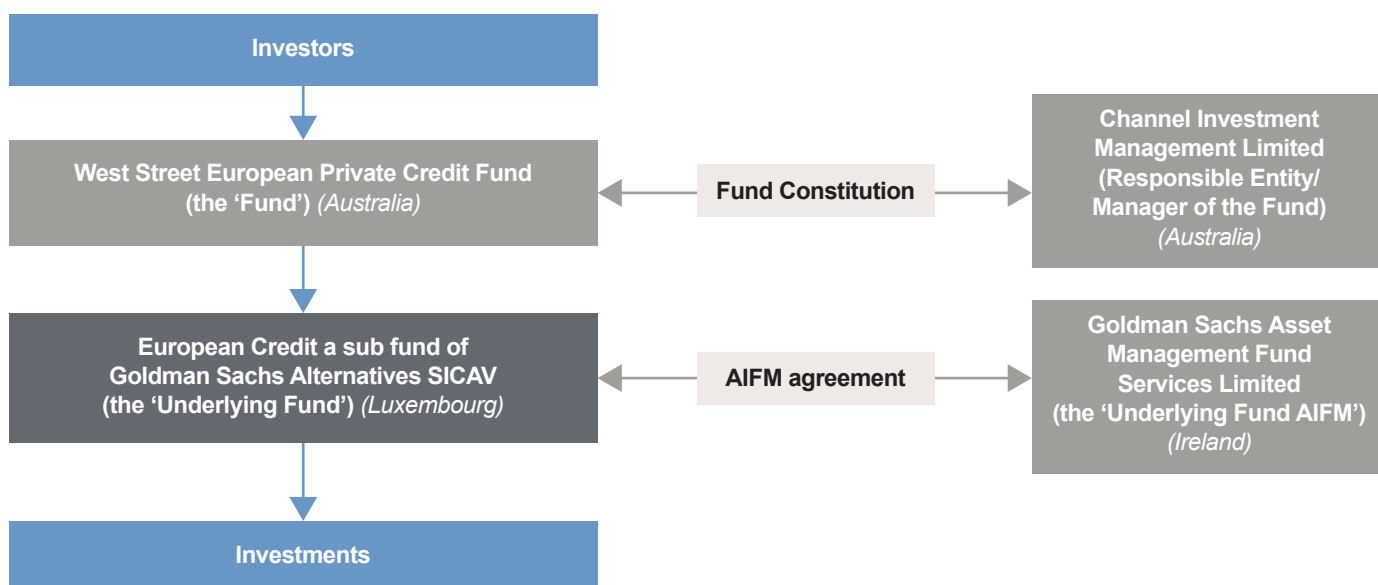 Investors
West Street European Private Credit Fund
(the ‘Fund’) (Australia)
Fund Constitution
Channel Investment
Management Limited
(Responsible Entity/
Manager of the Fund)
(Australia)
European Credit a sub fund of
Goldman Sachs Alternatives SICAV
(the ‘Underlying Fund’) (Luxembourg)
AIFM agreement
Goldman Sachs Asset
Management Fund
Services Limited
(the ‘Underlying Fund AIFM’)
(Ireland)
Investments